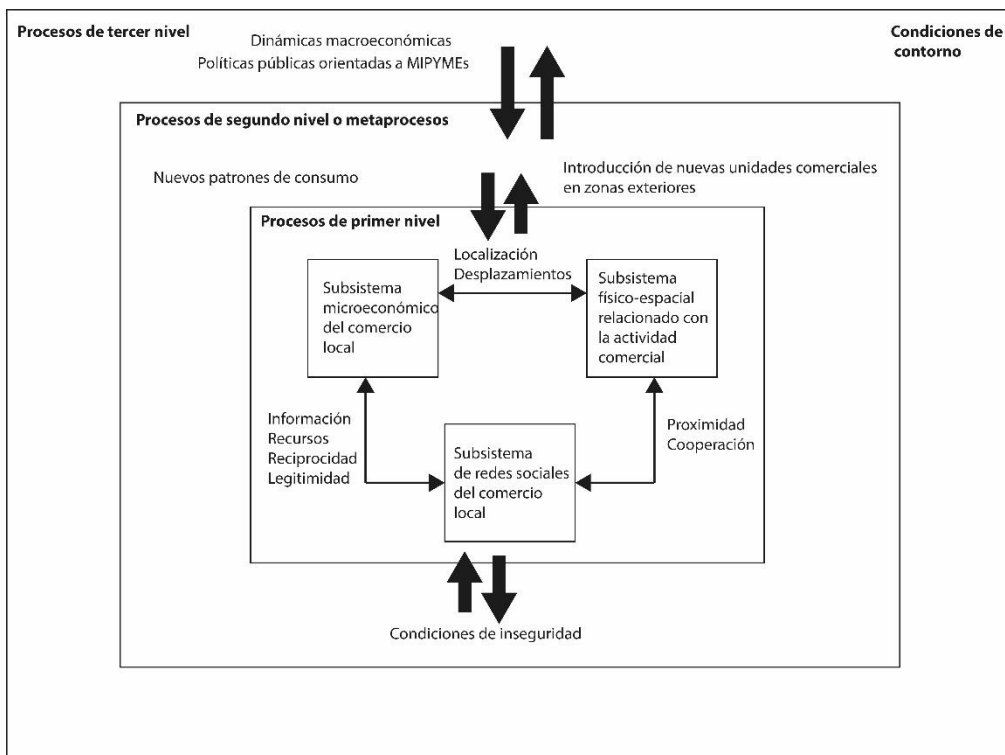 Procesos de tercer nivel
Condiciones de
contorno
Dinámicas macroeconómicas
Políticas públicas orientadas a MIPYMEs
Procesos de segundo nivel o metaprocesos
Nuevos patrones de consumo
Introducción de nuevas unidades comerciales
en zonas exteriores
Procesos de primer nivel
Localización
Desplazamientos
Subsistema
microeconómico
del comercio
local
Subsistema
físico-espacial
relacionado con
la actividad
comercial
Información
Recursos
Reciprocidad
Legitimidad
Proximidad
Cooperación
Subsistema
de redes sociales
del comercio
local
Condiciones de inseguridad